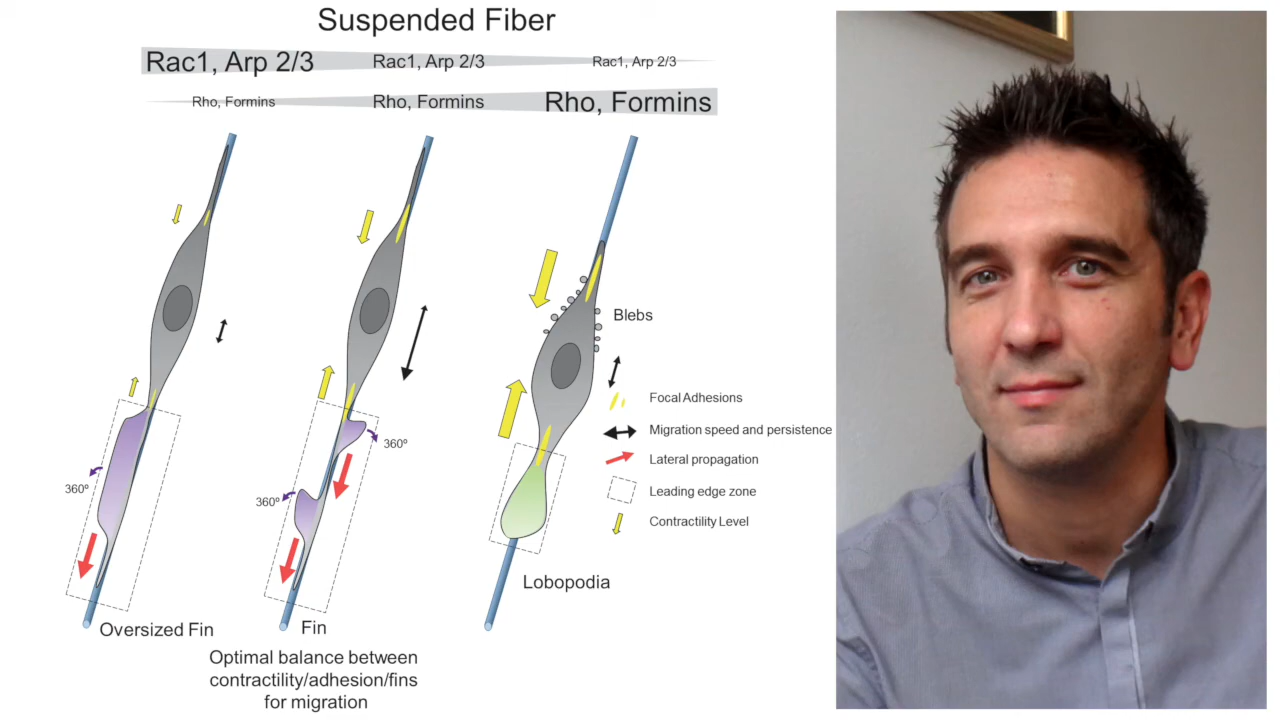 Suspended Fiber
Rac1, Arp 2/3 Rac1, Arp 2/3 Rac1, Arp 2/3
Rho, Formins Rho, Formins Rho, Formins
Blebs
Focal Adhesions
Migration speed and persistence
Lateral propagation
Leading edge zone
Contractility Level
360º
360º
360º
Lobopodia
Oversized Fin
Fin
Optimal balance between
contractility/adhesion/fins
for migration